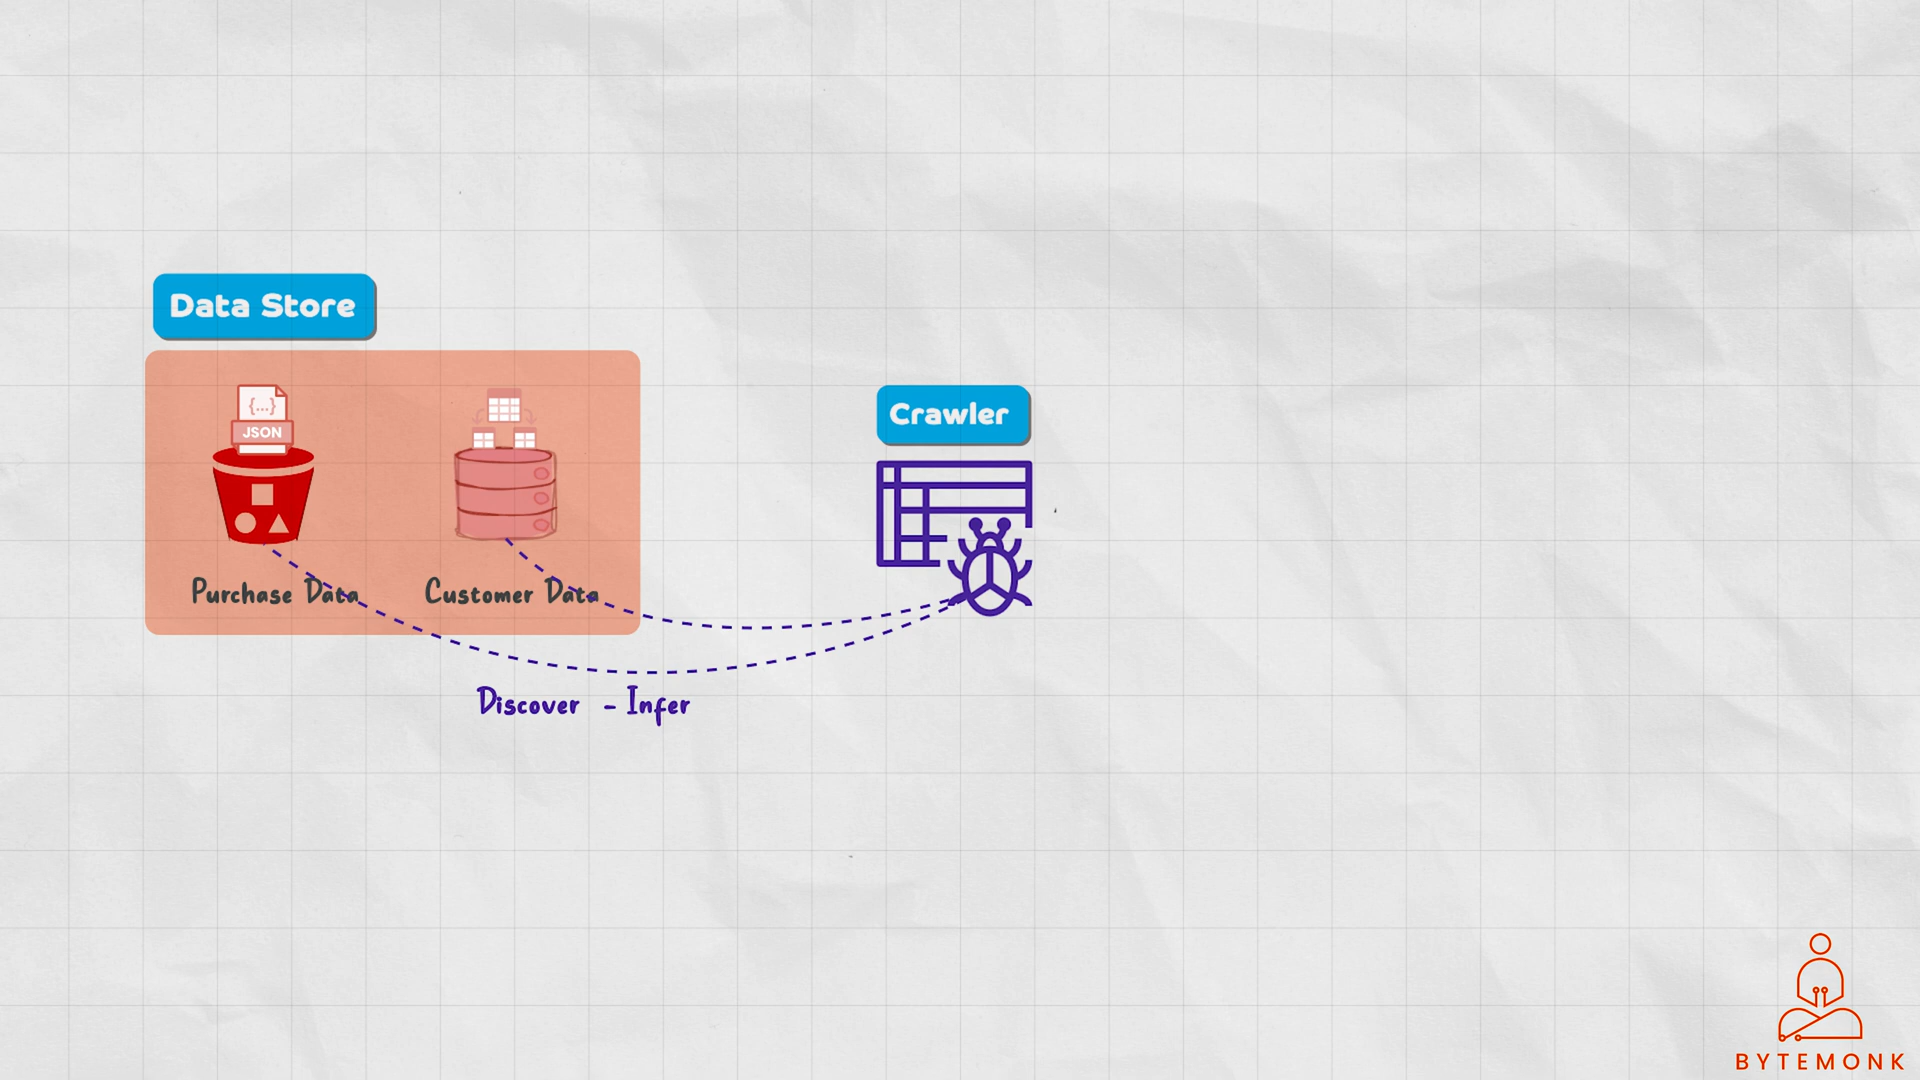 Data Store
{...}
JSON
Purchase Data
Customer Data
Crawler
Discover - Infer
BYTEMONK